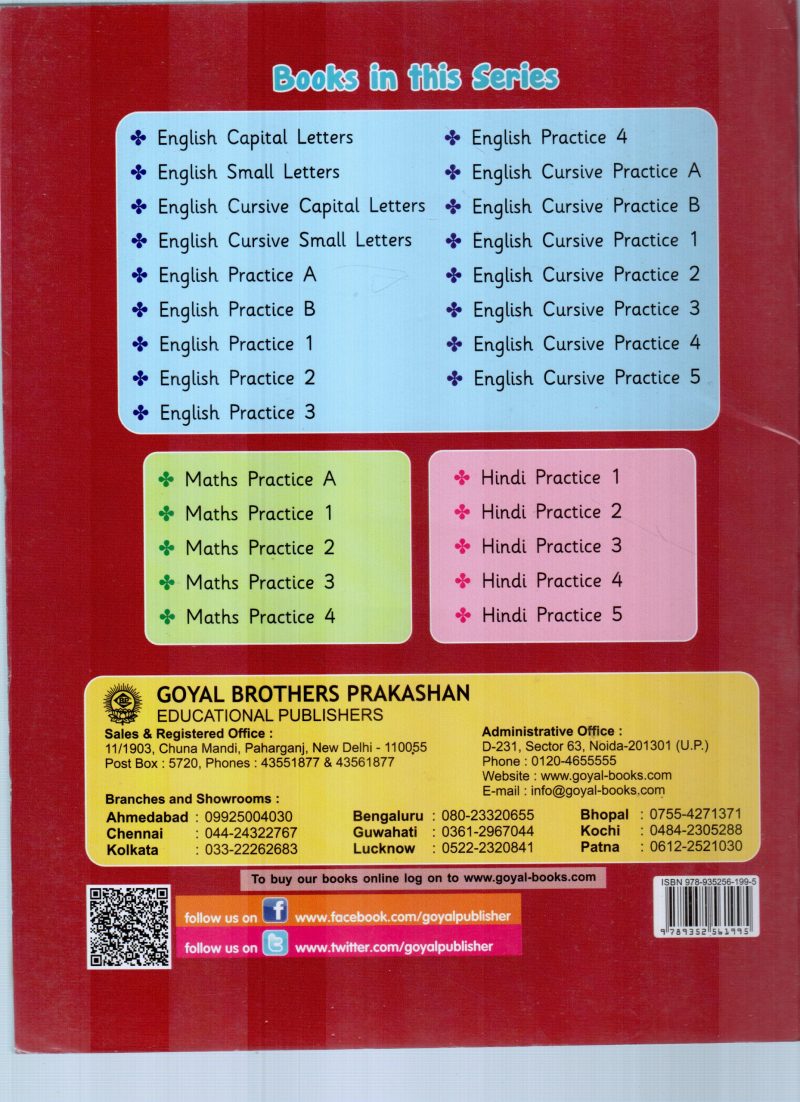 Books in this Series
English Capital Letters
English Small Letters
English Cursive Capital Letters
English Cursive Small Letters
English Practice A
English Practice B
English Practice 1
English Practice 2
English Practice 3
English Practice 4
English Cursive Practice A
English Cursive Practice B
English Cursive Practice 1
English Cursive Practice 2
English Cursive Practice 3
English Cursive Practice 4
English Cursive Practice 5
Maths Practice A
Maths Practice 1
Maths Practice 2
Maths Practice 3
Maths Practice 4
Hindi Practice 1
Hindi Practice 2
Hindi Practice 3
Hindi Practice 4
Hindi Practice 5
GOYAL BROTHERS PRAKASHAN
EDUCATIONAL PUBLISHERS
Sales & Registered Office :
11/1903, Chuna Mandi, Paharganj, New Delhi - 110055
Post Box : 5720, Phones : 43551877 & 43561877
Administrative Office :
D-231, Sector 63, Noida-201301 (U.P.)
Phone : 0120-4655555
Website : www.goyal-books.com
E-mail : info@goyal-books.com
Branches and Showrooms :
Ahmedabad : 09925004030 Bengaluru : 080-23320655 Bhopal : 0755-4271371
Chennai : 044-24322767 Guwahati : 0361-2967044 Kochi : 0484-2305288
Kolkata : 033-22262683 Lucknow : 0522-2320841 Patna : 0612-2521030
To buy our books online log on to www.goyal-books.com
follow us on f www.facebook.com/goyalpublisher
follow us on t www.twitter.com/goyalpublisher
ISBN 978-935256-199-5
9 789352 561995